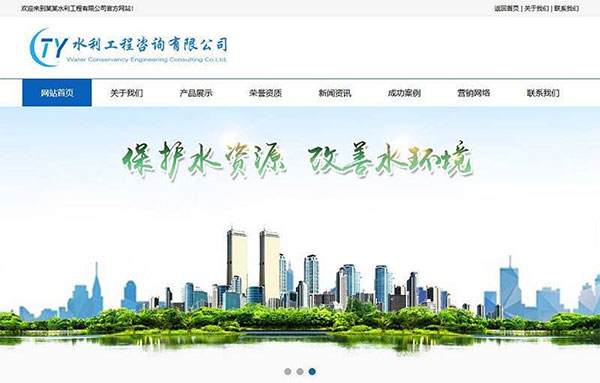 欢迎来到某某水利工程有限公司官方网站! 返回首页 | 关于我们 | 联系我们
TY 水利工程咨询有限公司
Water Conservancy Engineering Consulting Co,Ltd.
网站首页 关于我们 产品展示 荣誉资质 新闻资讯 成功案例 营销网络 联系我们
保护水资源 改善水环境